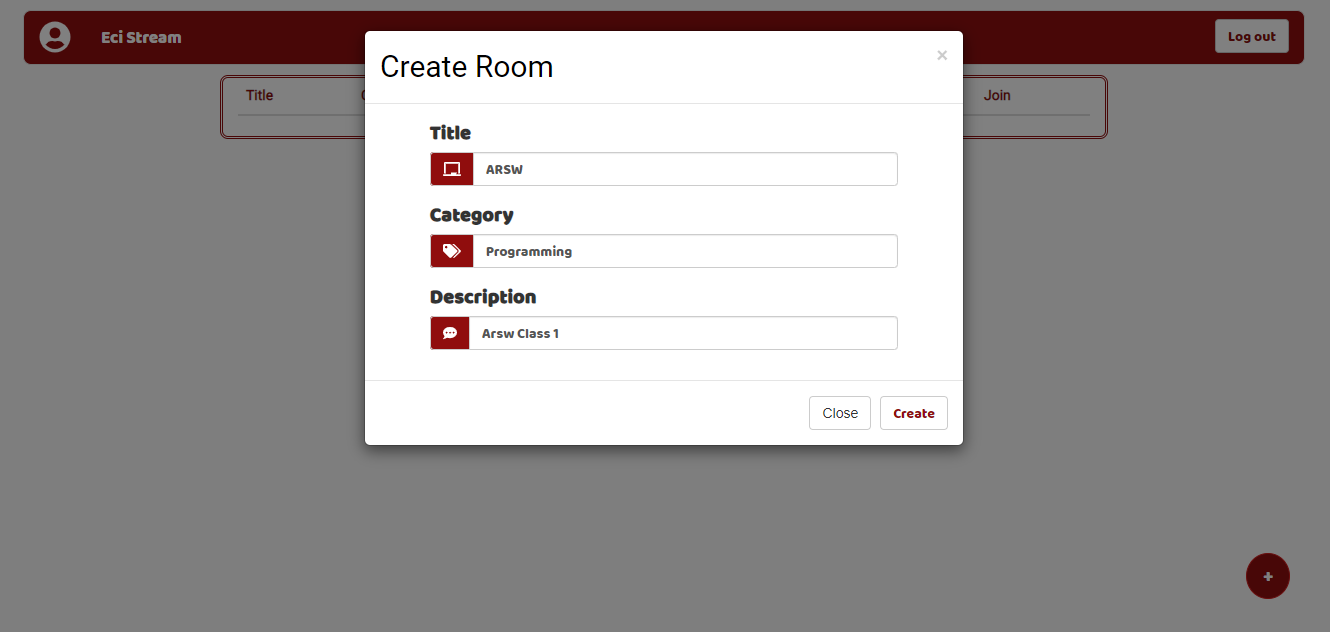 Eci Stream
Log out
Title
Join
Create Room
×
Title
ARSW
Category
Programming
Description
Arsw Class 1
Close
Create
+